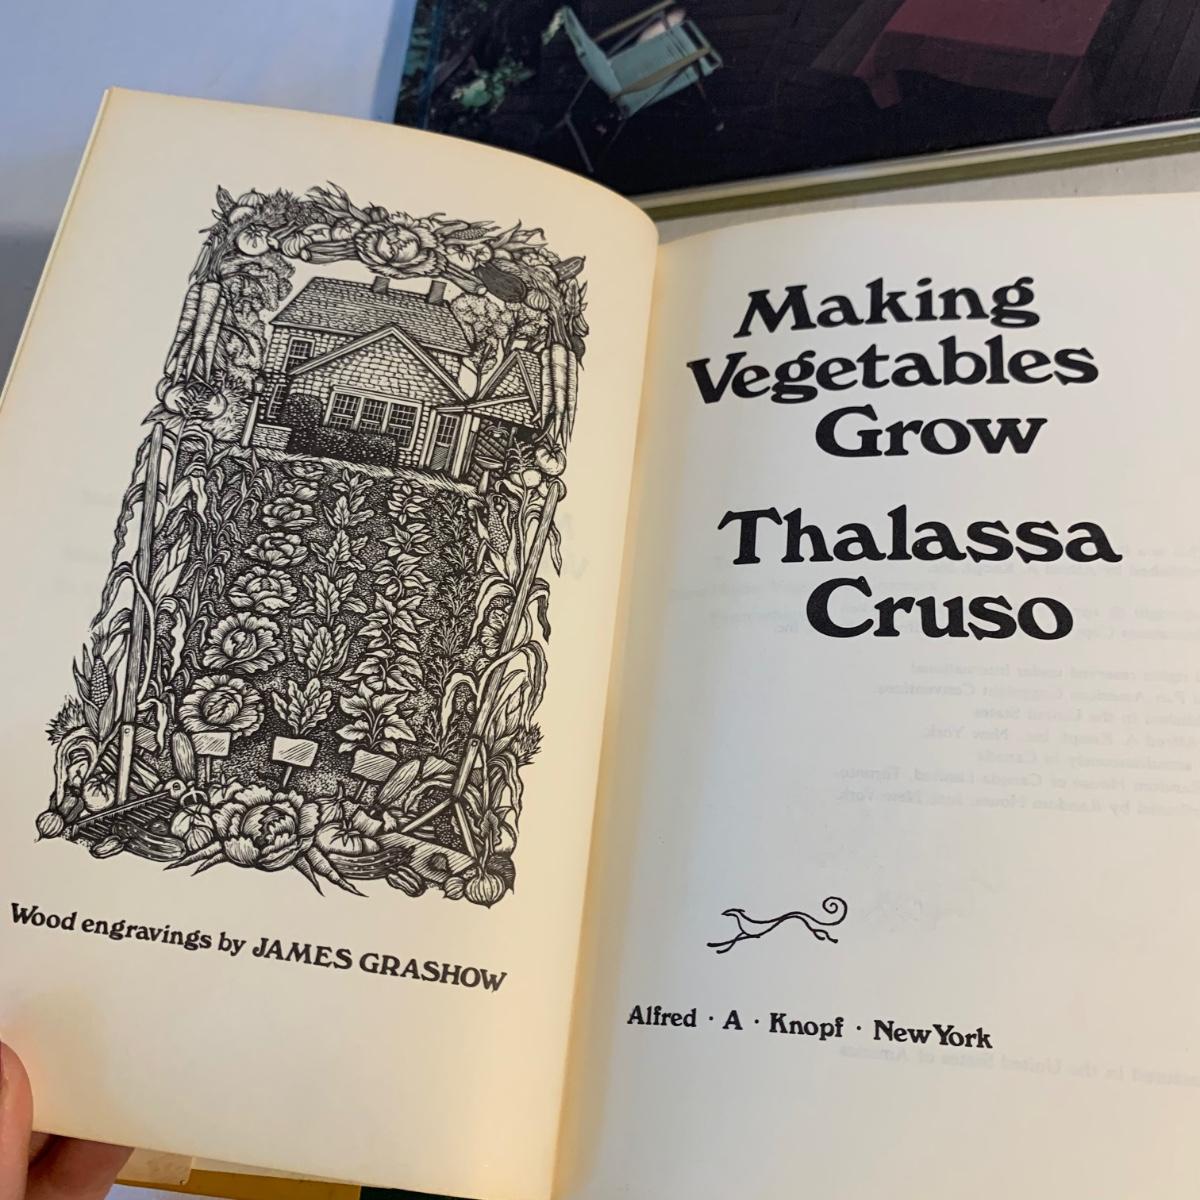 Wood engravings by JAMES GRASHOW
Making
Vegetables
Grow
Thalassa
Cruso
Alfred · A · Knopf · New York